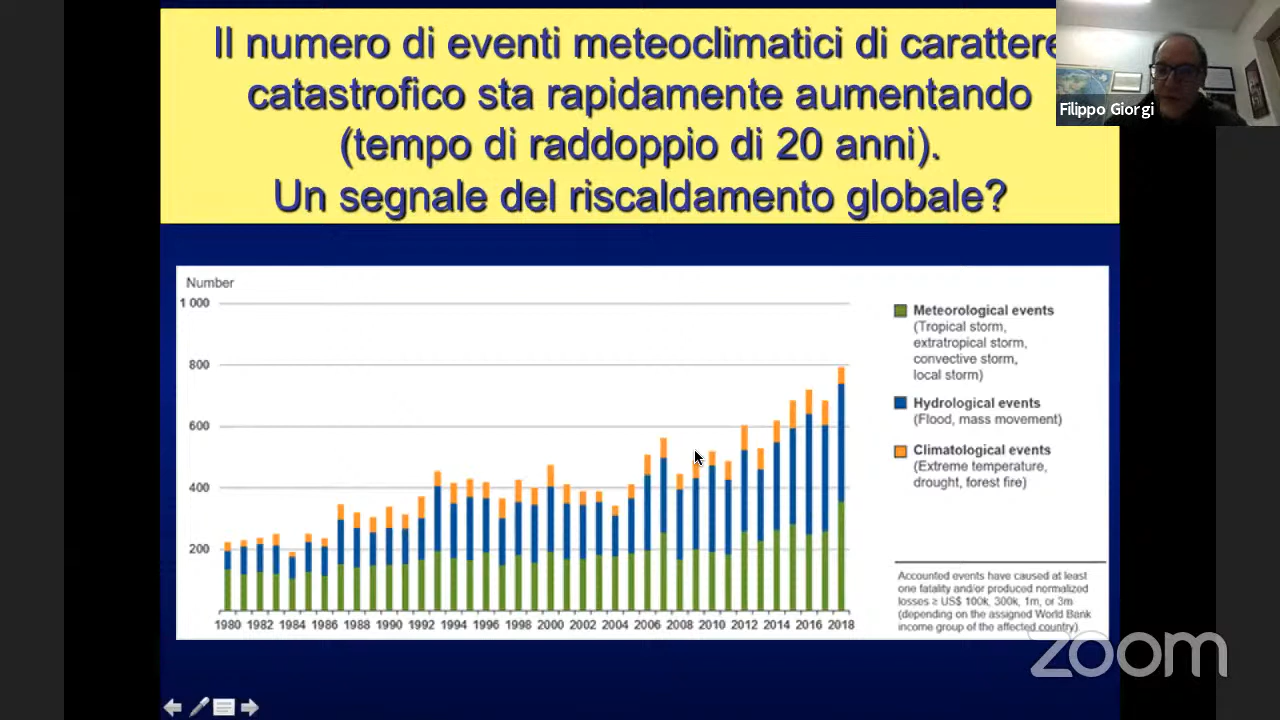 Il numero di eventi meteoclimatici di carattere
catastrofico sta rapidamente aumentando
(tempo di raddoppio di 20 anni).
Un segnale del riscaldamento globale?
Filippo Giorgi
Number
1 000
800
600
400
200
1980 1982 1984 1986 1988 1990 1992 1994 1996 1998 2000 2002 2004 2006 2008 2010 2012 2014 2016 2018
Meteorological events
(Tropical storm,
extratropical storm,
convective storm,
local storm)
Hydrological events
(Flood, mass movement)
Climatological events
(Extreme temperature,
drought, forest fire)
Accounted events have caused at least
one fatality and/or produced normalized
losses ≥ US$ 100k, 300k, 1m, or 3m
(depending on the assigned World Bank
income group of the affected country).
zoom